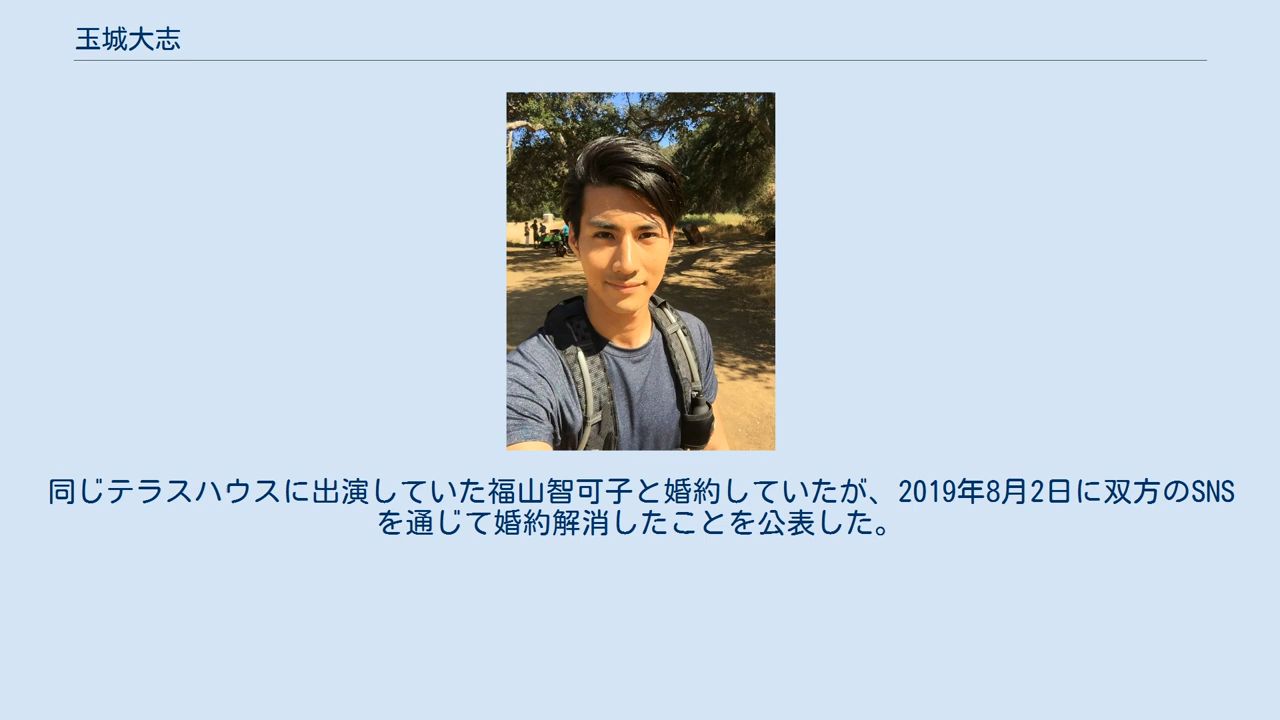 玉城大志
同じテラスハウスに出演していた福山智可子と婚約していたが、2019年8月2日に双方のSNS
を通じて婚約解消したことを公表した。